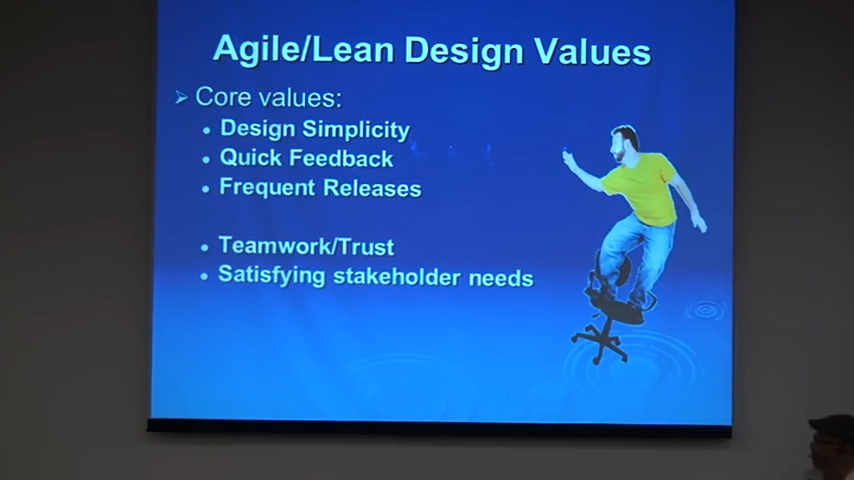 Agile/Lean Design Values
Core values:
Design Simplicity
Quick Feedback
Frequent Releases
Teamwork/Trust
Satisfying stakeholder needs